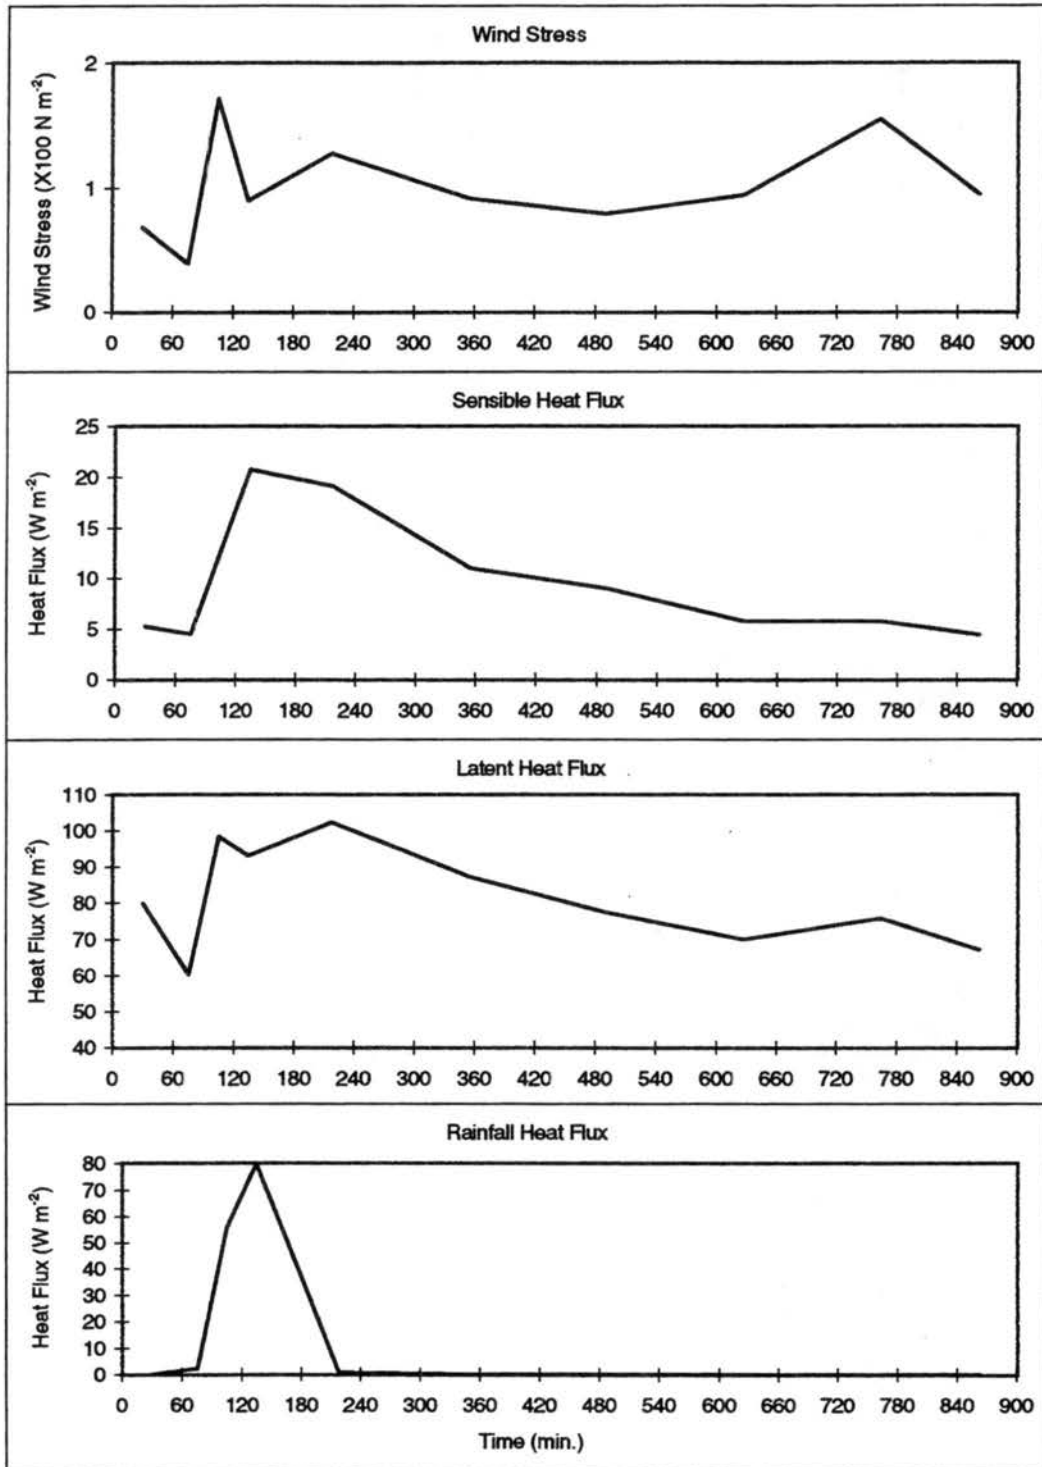 Wind Stress
Wind Stress (X100 N m-2)
2
1
0
0 60 120 180 240 300 360 420 480 540 600 660 720 780 840 900
Sensible Heat Flux
Heat Flux (W m-2)
25
20
15
10
5
0
0 60 120 180 240 300 360 420 480 540 600 660 720 780 840 900
Latent Heat Flux
Heat Flux (W m-2)
110
100
90
80
70
60
50
40
0 60 120 180 240 300 360 420 480 540 600 660 720 780 840 900
Rainfall Heat Flux
Heat Flux (W m-2)
80
70
60
50
40
30
20
10
0
0 60 120 180 240 300 360 420 480 540 600 660 720 780 840 900
Time (min.)